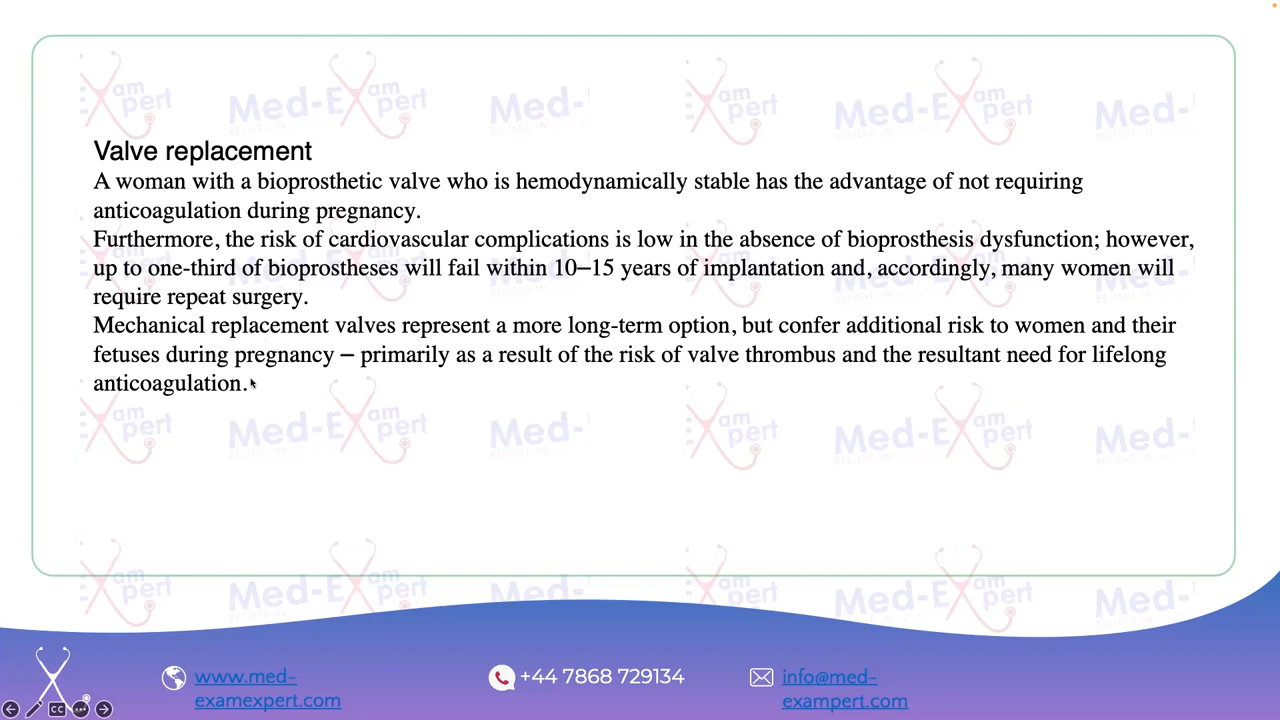 Valve replacement
A woman with a bioprosthetic valve who is hemodynamically stable has the advantage of not requiring
anticoagulation during pregnancy.
Furthermore, the risk of cardiovascular complications is low in the absence of bioprosthesis dysfunction; however,
up to one-third of bioprostheses will fail within 10–15 years of implantation and, accordingly, many women will
require repeat surgery.
Mechanical replacement valves represent a more long-term option, but confer additional risk to women and their
fetuses during pregnancy – primarily as a result of the risk of valve thrombus and the resultant need for lifelong
anticoagulation.
www.med-
examexpert.com
+44 7868 729134
info@med-
exampert.com
CC